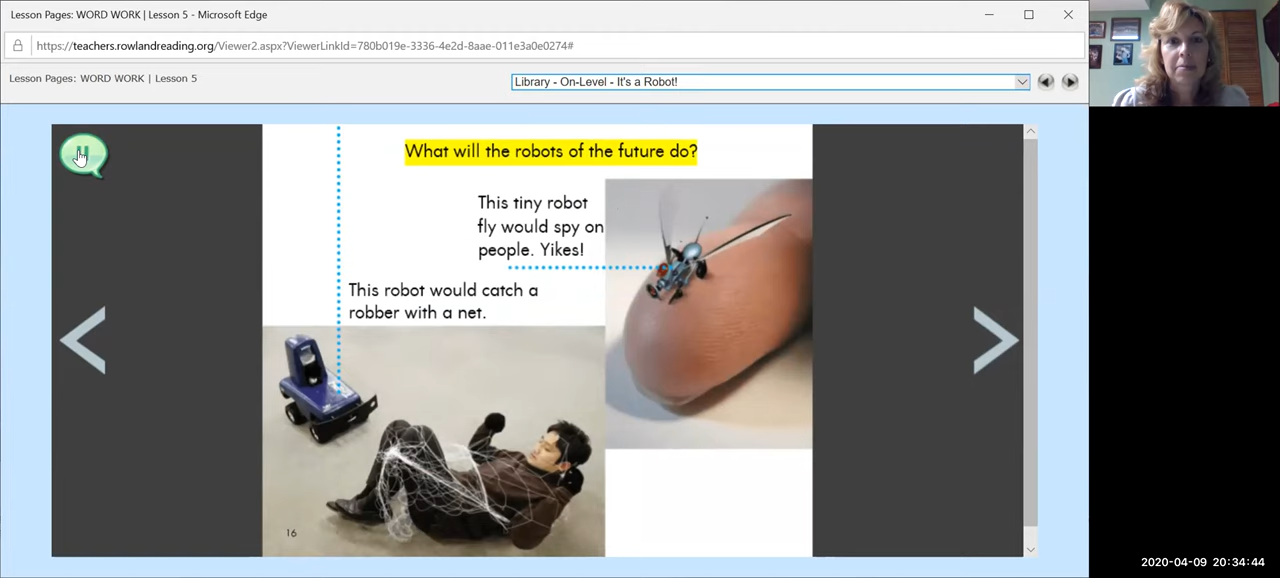 Lesson Pages: WORD WORK | Lesson 5 - Microsoft Edge
https://teachers.rowlandreading.org/Viewer2.aspx?ViewerLinkId=780b019e-3336-4e2d-8aae-011e3a0e0274#
Lesson Pages: WORD WORK | Lesson 5
Library - On-Level - It's a Robot!
What will the robots of the future do?
This tiny robot
fly would spy on
people. Yikes!
This robot would catch a
robber with a net.
16
2020-04-09 20:34:44